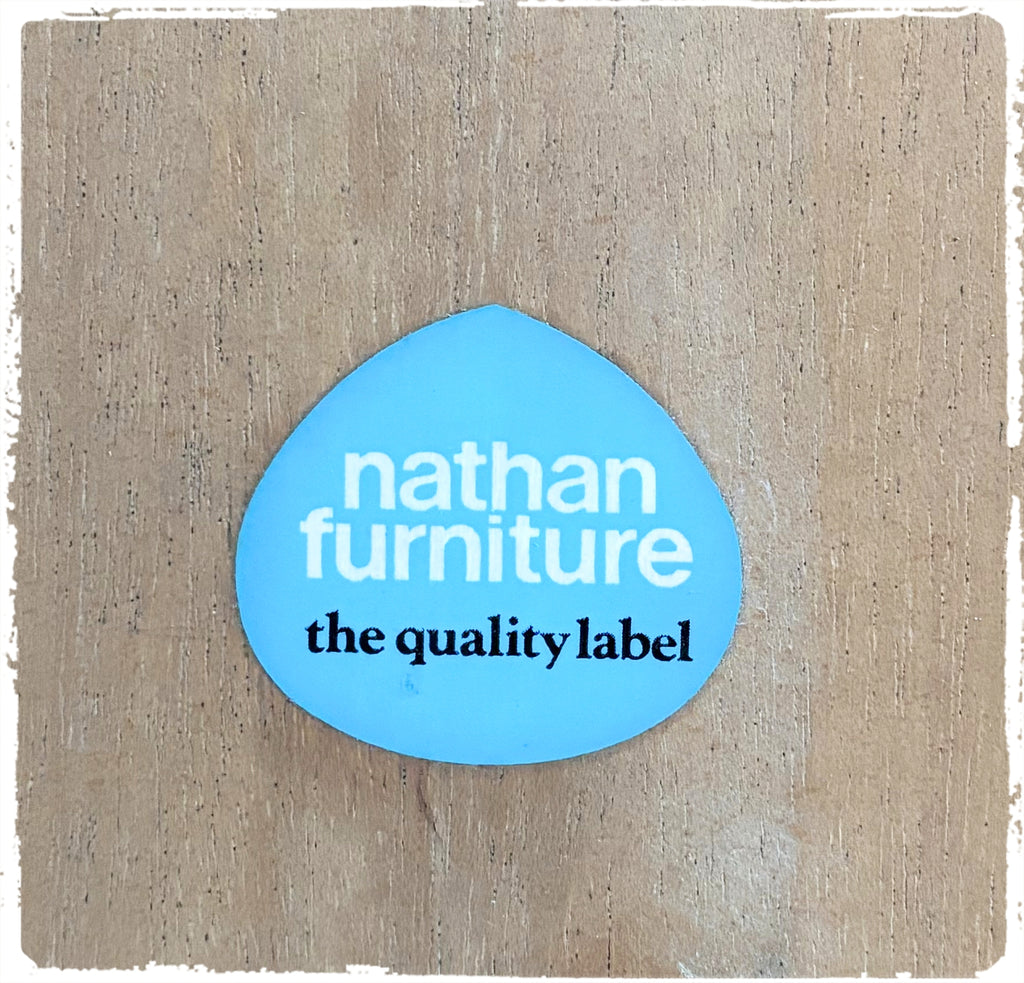 nathan
furniture
the quality label